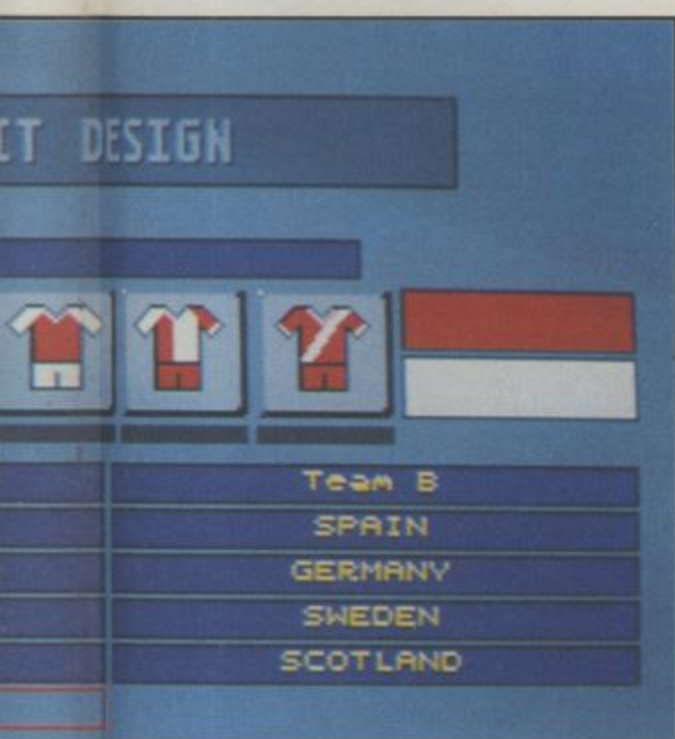 IT DESIGN
Team B
SPAIN
GERMANY
SWEDEN
SCOTLAND